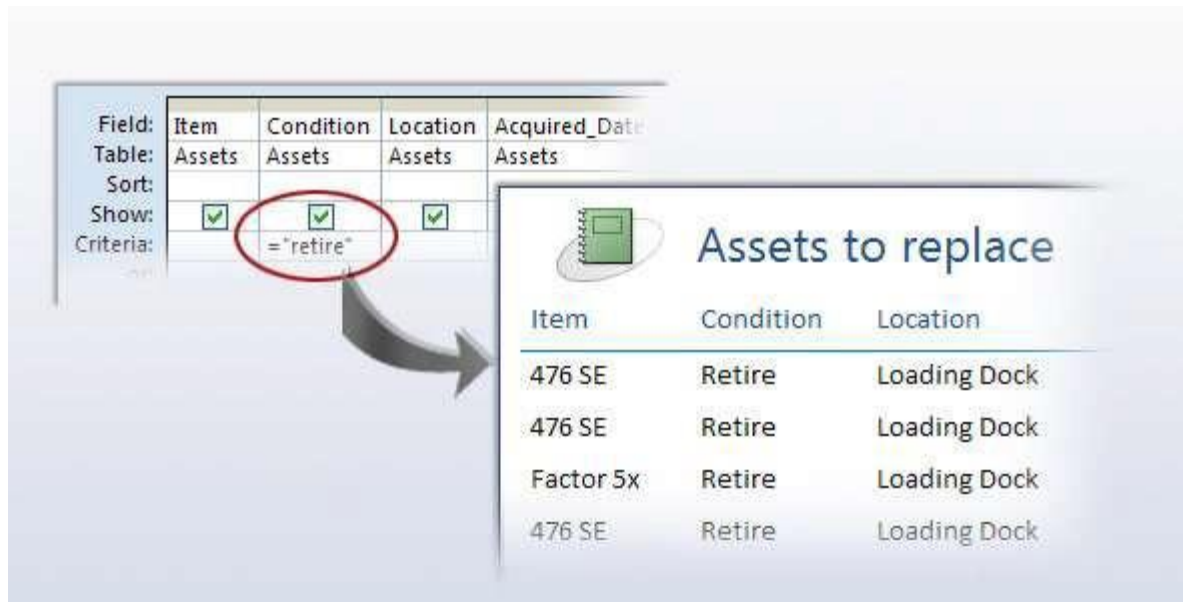 Field: Item Condition Location Acquired_Date
Table: Assets Assets Assets Assets
Sort:
Show:
Criteria: ="retire"
or:
Assets to replace
Item Condition Location
476 SE Retire Loading Dock
476 SE Retire Loading Dock
Factor 5x Retire Loading Dock
476 SE Retire Loading Dock